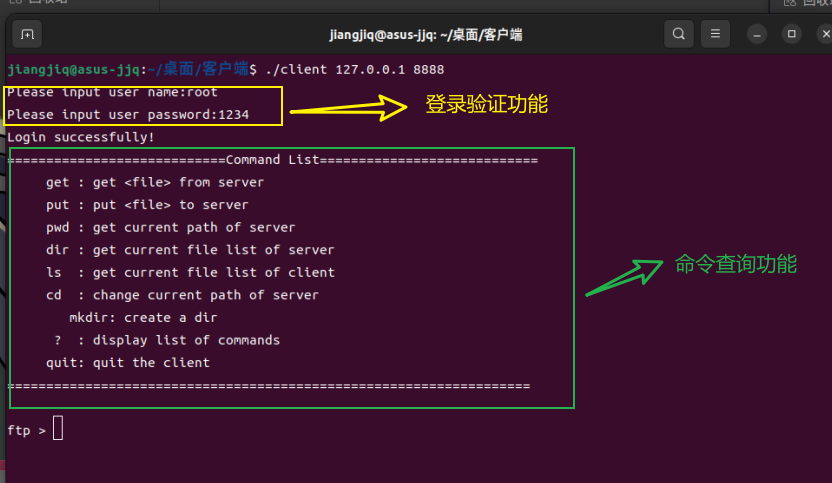 jiangjiq@asus-jjq: ~/桌面/客户端
jiangjiq@asus-jjq:~/桌面/客户端$ ./client 127.0.0.1 8888
Please input user name:root
Please input user password:1234
登录验证功能
Login successfully!
============================Command List============================
get : get <file> from server
put : put <file> to server
pwd : get current path of server
dir : get current file list of server
ls  : get current file list of client
命令查询功能
cd  : change current path of server
mkdir: create a dir
?  : display list of commands
quit: quit the client
===================================================================
ftp >